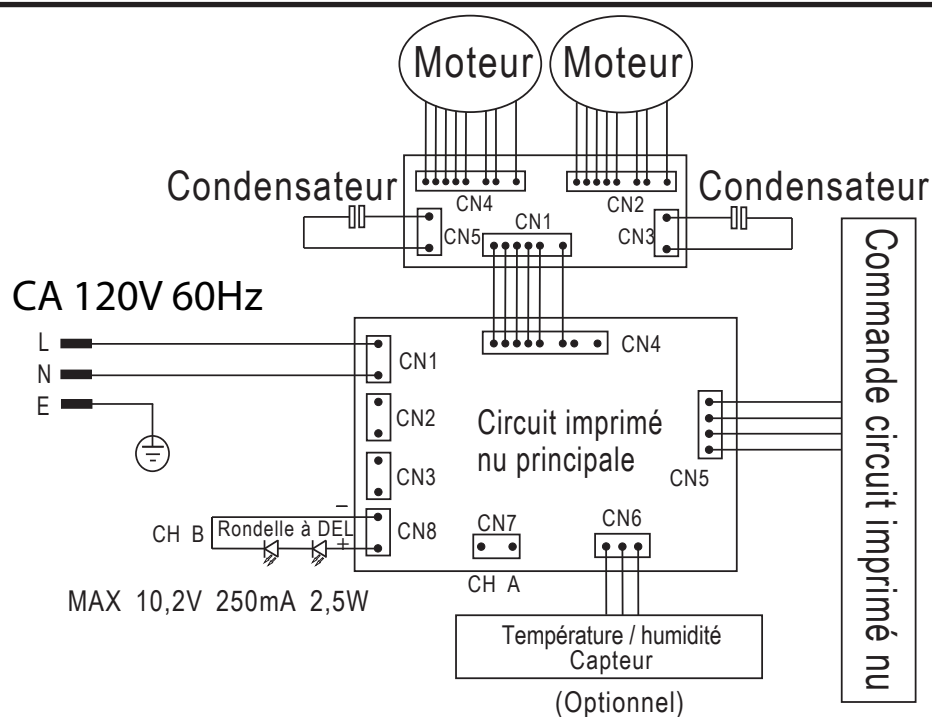 Moteur
Moteur
Condensateur
Condensateur
CN4
CN2
CN5
CN1
CN3
CA 120V 60Hz
L
N
E
CN1
CN4
CN2
Circuit imprimé
nu principale
CN3
CN5
CH B
Rondelle à DEL
−
+
CN8
CN7
CN6
CH A
MAX 10,2V 250mA 2,5W
Température / humidité
Capteur
(Optionnel)
Commande circuit imprimé nu